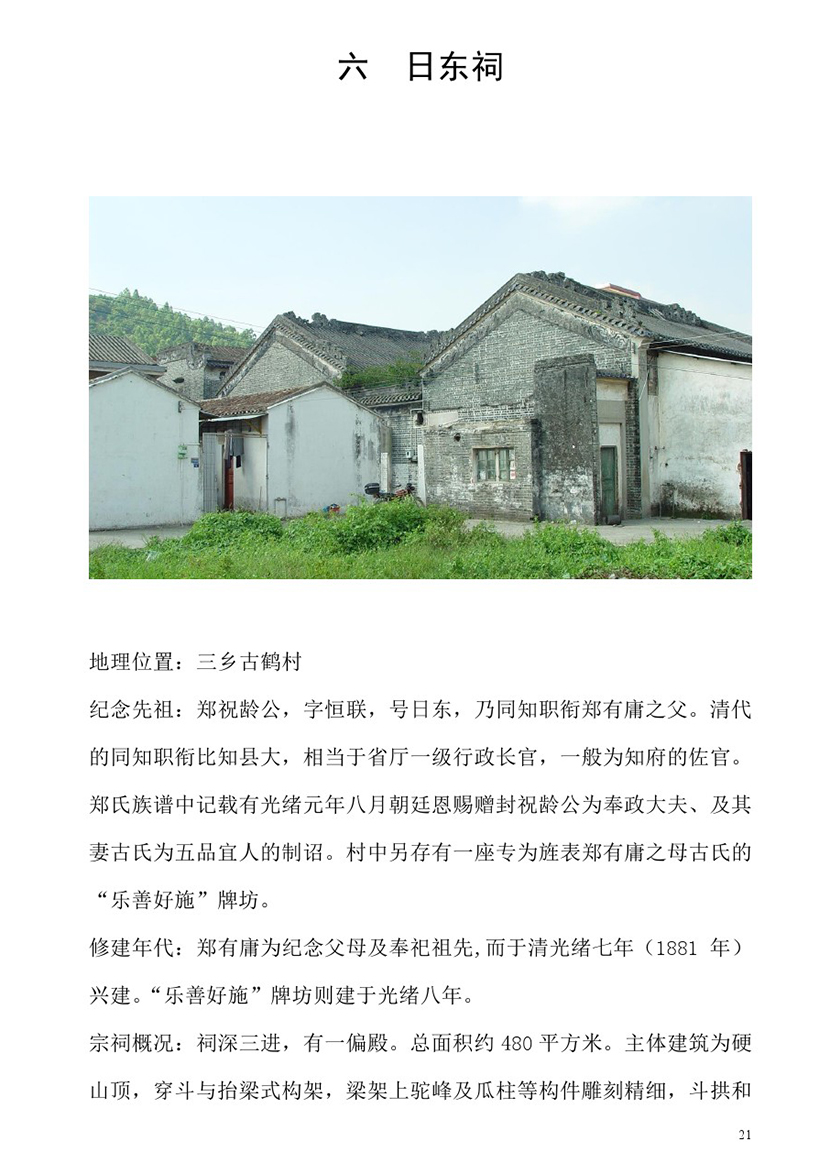 六 日东祠
地理位置：三乡古鹤村
纪念先祖：郑祝龄公，字恒联，号日东，乃同知职衔郑有庸之父。清代
的同知职衔比知县大，相当于省厅一级行政长官，一般为知府的佐官。
郑氏族谱中记载有光绪元年八月朝廷恩赐赠封祝龄公为奉政大夫、及其
妻古氏为五品宜人的制诏。村中另存有一座专为旌表郑有庸之母古氏的
“乐善好施”牌坊。
修建年代：郑有庸为纪念父母及奉祀祖先,而于清光绪七年（1881 年）
兴建。“乐善好施”牌坊则建于光绪八年。
宗祠概况：祠深三进，有一偏殿。总面积约 480 平方米。主体建筑为硬
山顶，穿斗与抬梁式构架，梁架上驼峰及瓜柱等构件雕刻精细，斗拱和
21